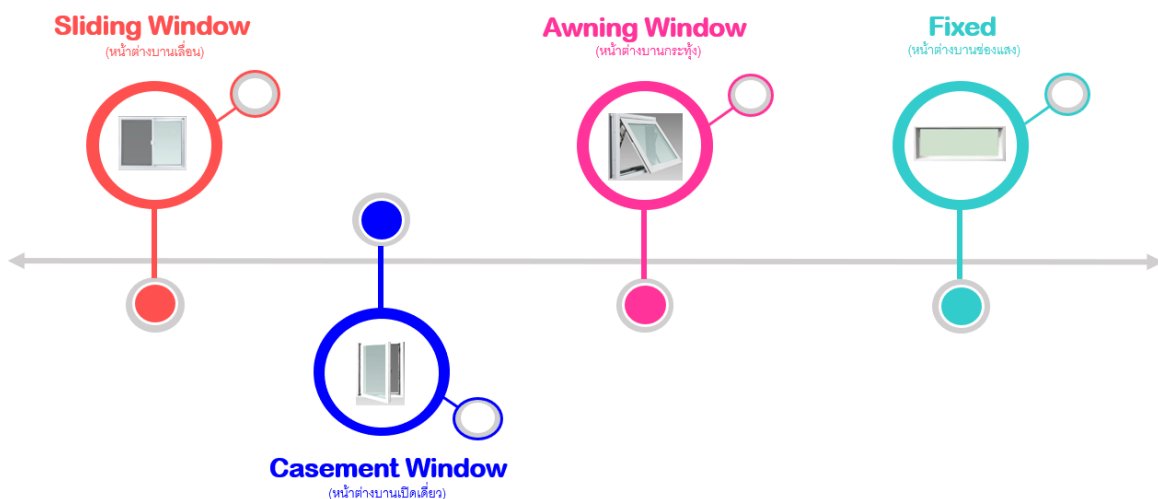 Sliding Window
(หน้าต่างบานเลื่อน)
Awning Window
(หน้าต่างบานกระทุ้ง)
Fixed
(หน้าต่างบานช่องแสง)
Casement Window
(หน้าต่างบานเปิดเดี่ยว)